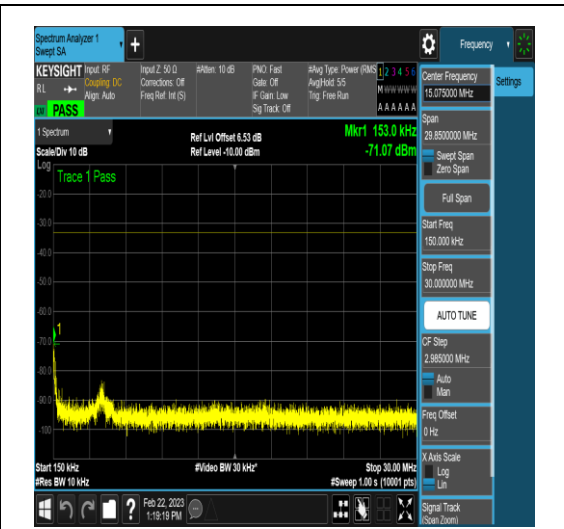 Spectrum Analyzer 1
Swept SA
+
Frequency
KEYSIGHT
RL
PASS
Input: RF
Coupling: DC
Align: Auto
Input Z: 50 Ω
Corrections: Off
Freq Ref: Int (S)
#Atten: 10 dB
PNO: Fast
Gate: Off
IF Gain: Low
Sig Track: Off
#Avg Type: Power (RMS
Avg|Hold: 5/5
Trig: Free Run
1 2 3 4 5 6
M W W W W W
A A A A A A
1 Spectrum
Scale/Div 10 dB
Ref Lvl Offset 6.53 dB
Ref Level -10.00 dBm
Mkr1 153.0 kHz
-71.07 dBm
Log
Trace 1 Pass
-20.0
-30.0
-40.0
-50.0
-60.0
-70.0
-80.0
-90.0
-100
1
Start 150 kHz
#Res BW 10 kHz
#Video BW 30 kHz*
Stop 30.00 MHz
#Sweep 1.00 s (10001 pts)
?
Feb 22, 2023
1:19:19 PM
Center Frequency
15.075000 MHz
Settings
Span
29.8500000 MHz
Swept Span
Zero Span
Full Span
Start Freq
150.000 kHz
Stop Freq
30.000000 MHz
AUTO TUNE
CF Step
2.985000 MHz
Auto
Man
Freq Offset
0 Hz
X Axis Scale
Log
Lin
Signal Track
(Span Zoom)